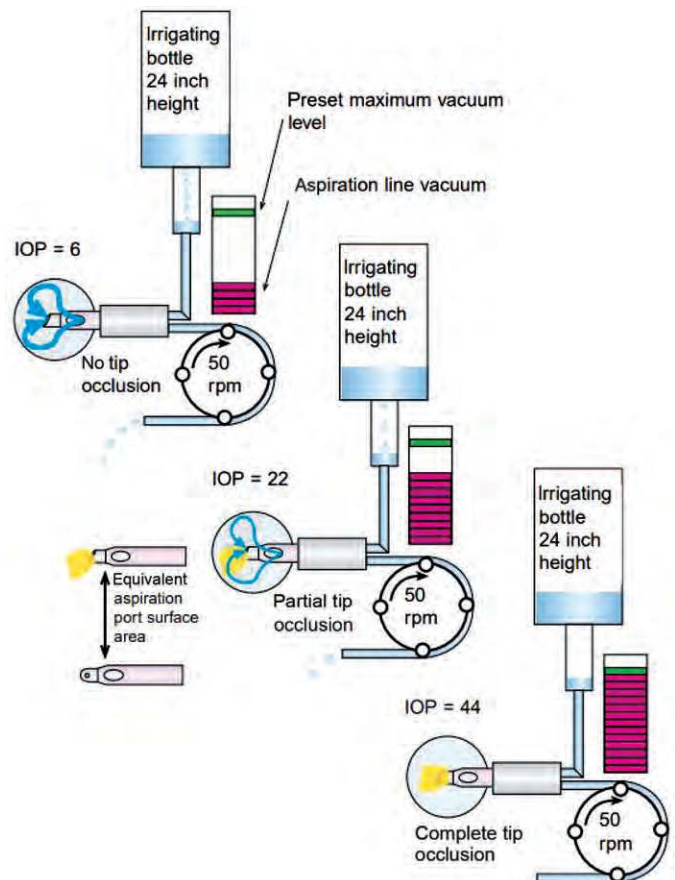 Irrigating
bottle
24 inch
height
Preset maximum vacuum
level
Aspiration line vacuum
IOP = 6
No tip
occlusion
50
rpm
Irrigating
bottle
24 inch
height
IOP = 22
Equivalent
aspiration
port surface
area
Partial tip
occlusion
50
rpm
Irrigating
bottle
24 inch
height
IOP = 44
Complete tip
occlusion
50
rpm